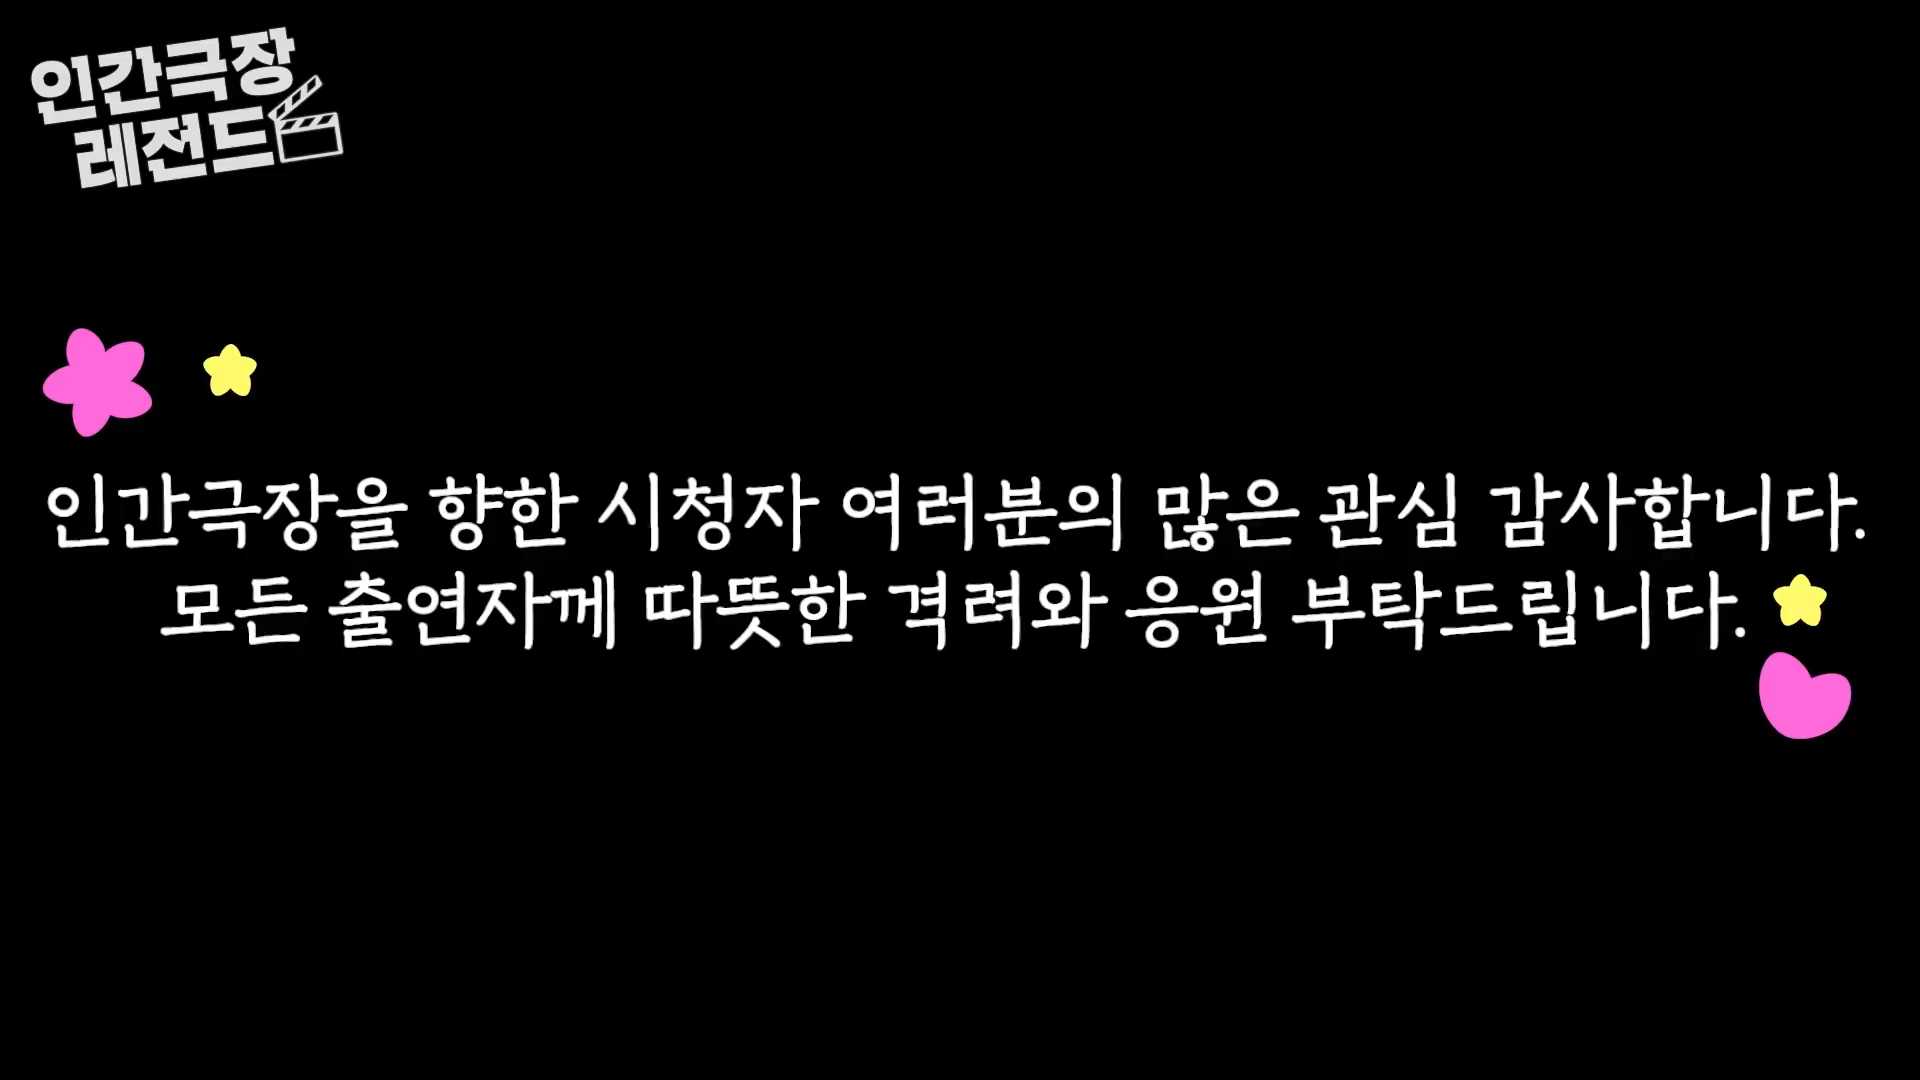 인간극장
레전드
인간극장을 향한 시청자 여러분의 많은 관심 감사합니다.
모든 출연자께 따뜻한 격려와 응원 부탁드립니다.